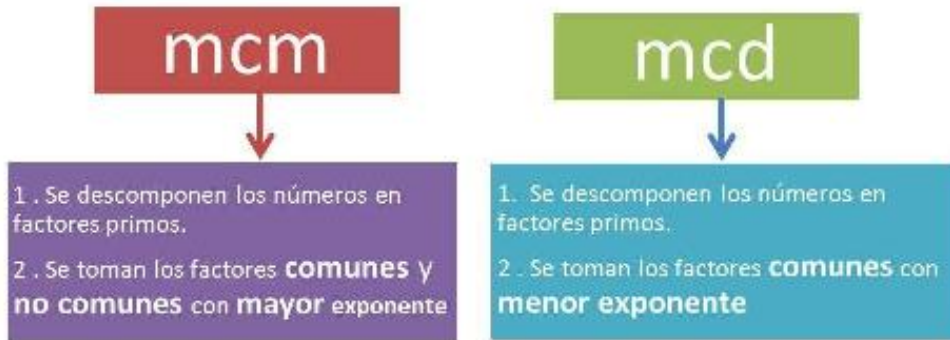 mcm
1 . Se descomponen los números en
factores primos.
2 . Se toman los factores comunes y
no comunes con mayor exponente
mcd
1. Se descomponen los números en
factores primos.
2 . Se toman los factores comunes con
menor exponente